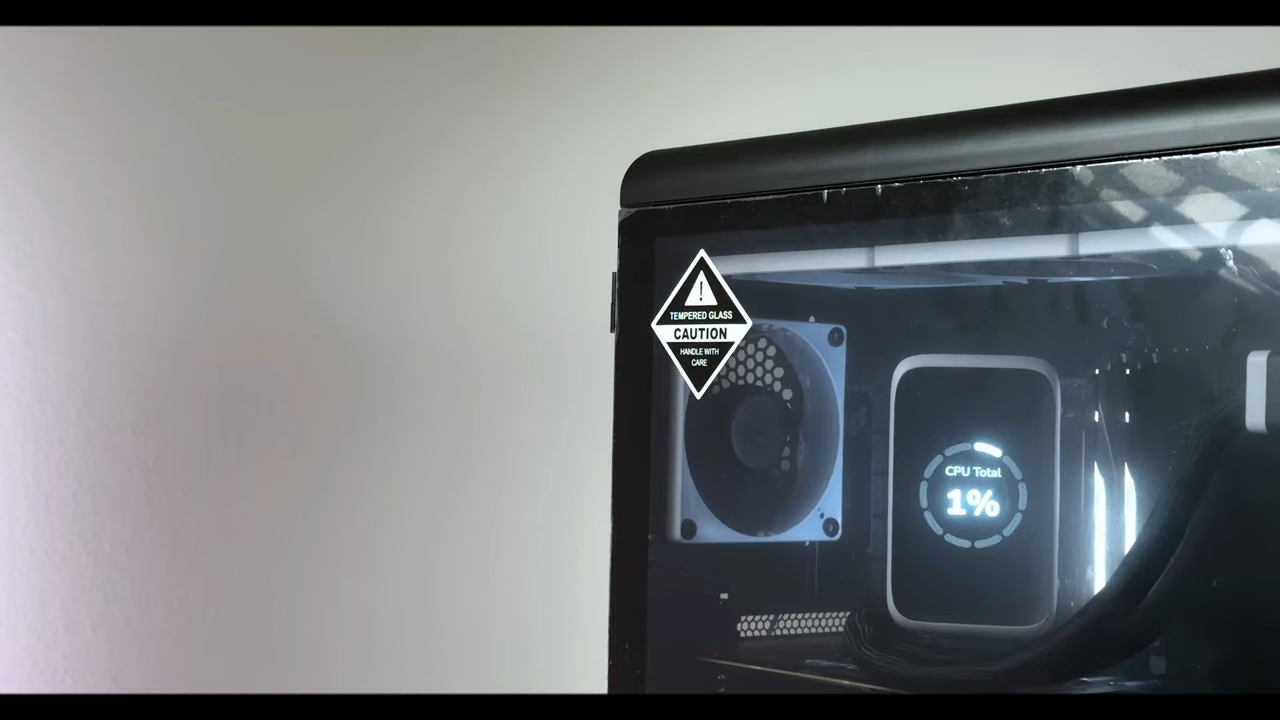 !
TEMPERED GLASS
CAUTION
HANDLE WITH
CARE
CPU Total
1%